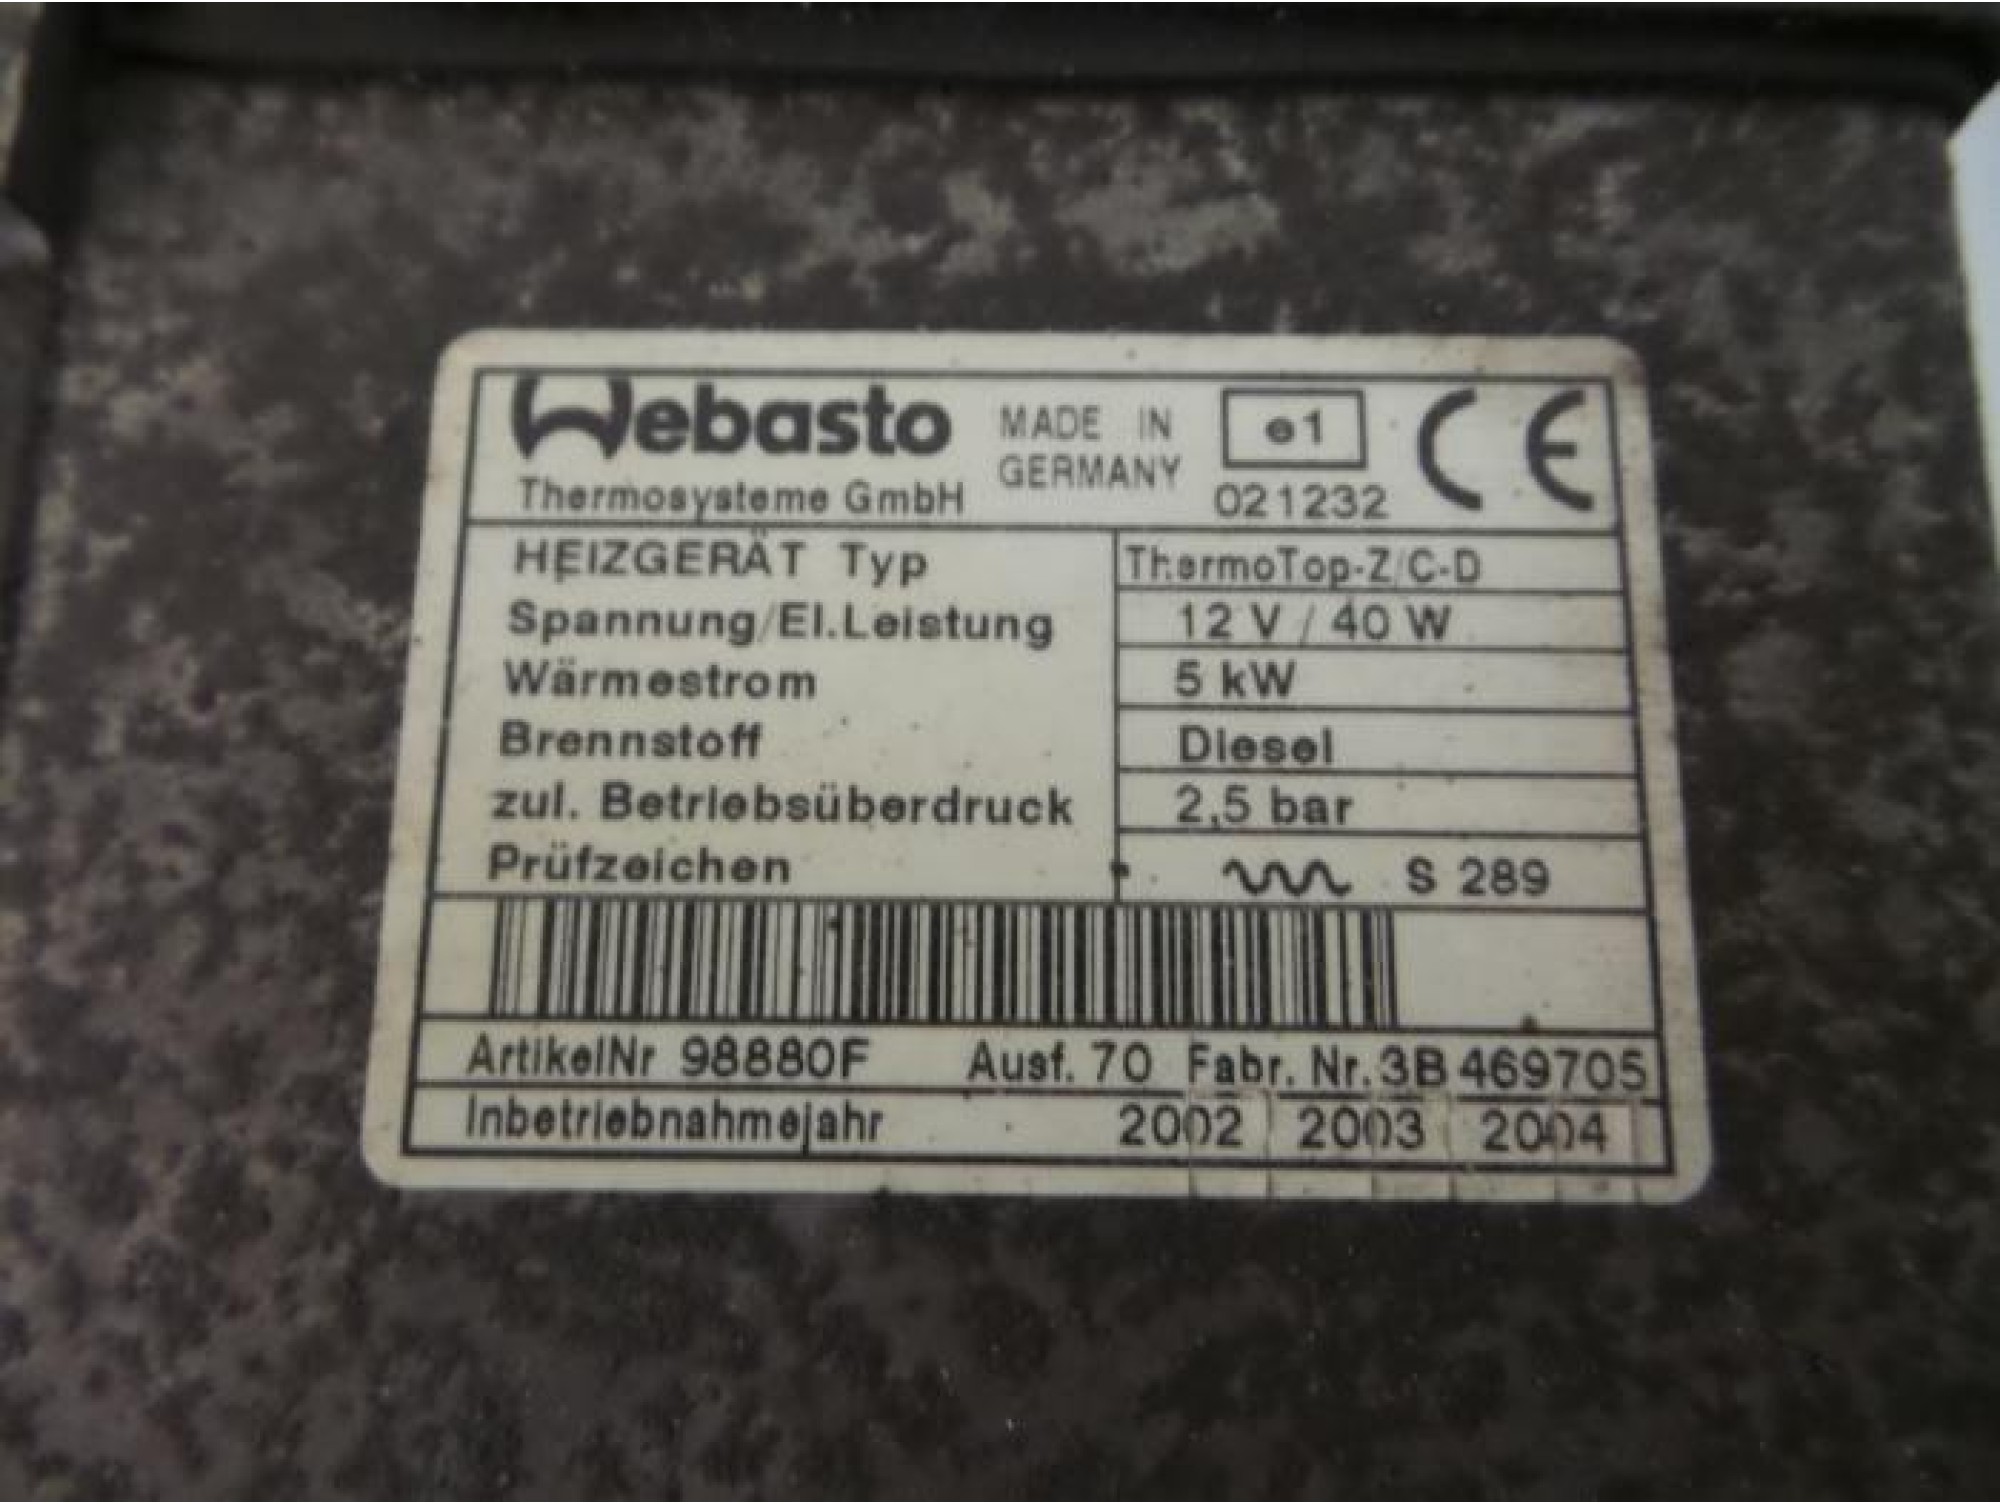 Webasto
Thermosysteme GmbH
MADE IN
GERMANY
e1
021232
CE
HEIZGERÄT Typ ThermoTop-Z/C-D
Spannung/El.Leistung 12 V / 40 W
Wärmestrom 5 kW
Brennstoff Diesel
zul. Betriebsüberdruck 2,5 bar
Prüfzeichen S 289
ArtikelNr 98880F Ausf. 70 Fabr. Nr. 3B 469705
Inbetriebnahmejahr 2002 2003 2004